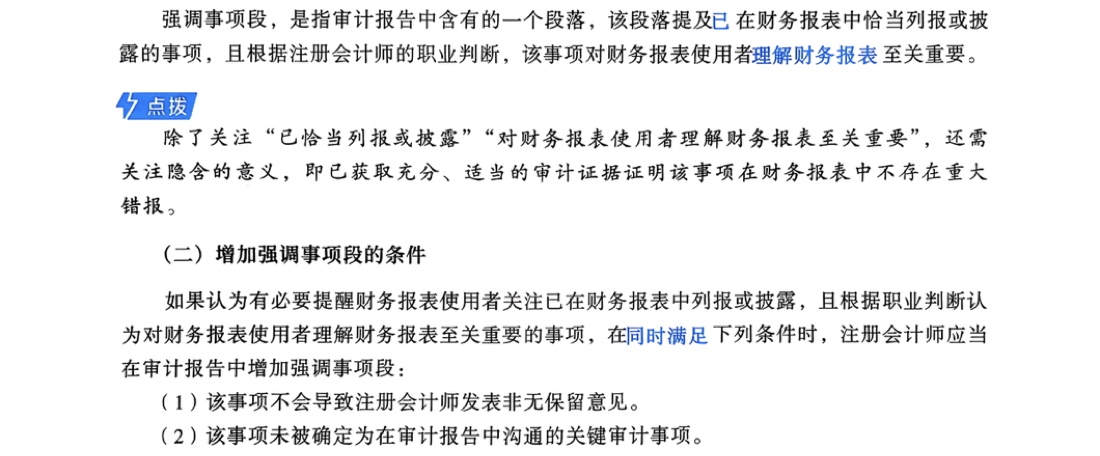 强调事项段，是指审计报告中含有的一个段落，该段落提及已在财务报表中恰当列报或披
露的事项，且根据注册会计师的职业判断，该事项对财务报表使用者理解财务报表至关重要。
点拨
除了关注“已恰当列报或披露”“对财务报表使用者理解财务报表至关重要”，还需
关注隐含的意义，即已获取充分、适当的审计证据证明该事项在财务报表中不存在重大
错报。
（二）增加强调事项段的条件
如果认为有必要提醒财务报表使用者关注已在财务报表中列报或披露，且根据职业判断认
为对财务报表使用者理解财务报表至关重要的事项，在同时满足下列条件时，注册会计师应当
在审计报告中增加强调事项段：
（1）该事项不会导致注册会计师发表非无保留意见。
（2）该事项未被确定为在审计报告中沟通的关键审计事项。